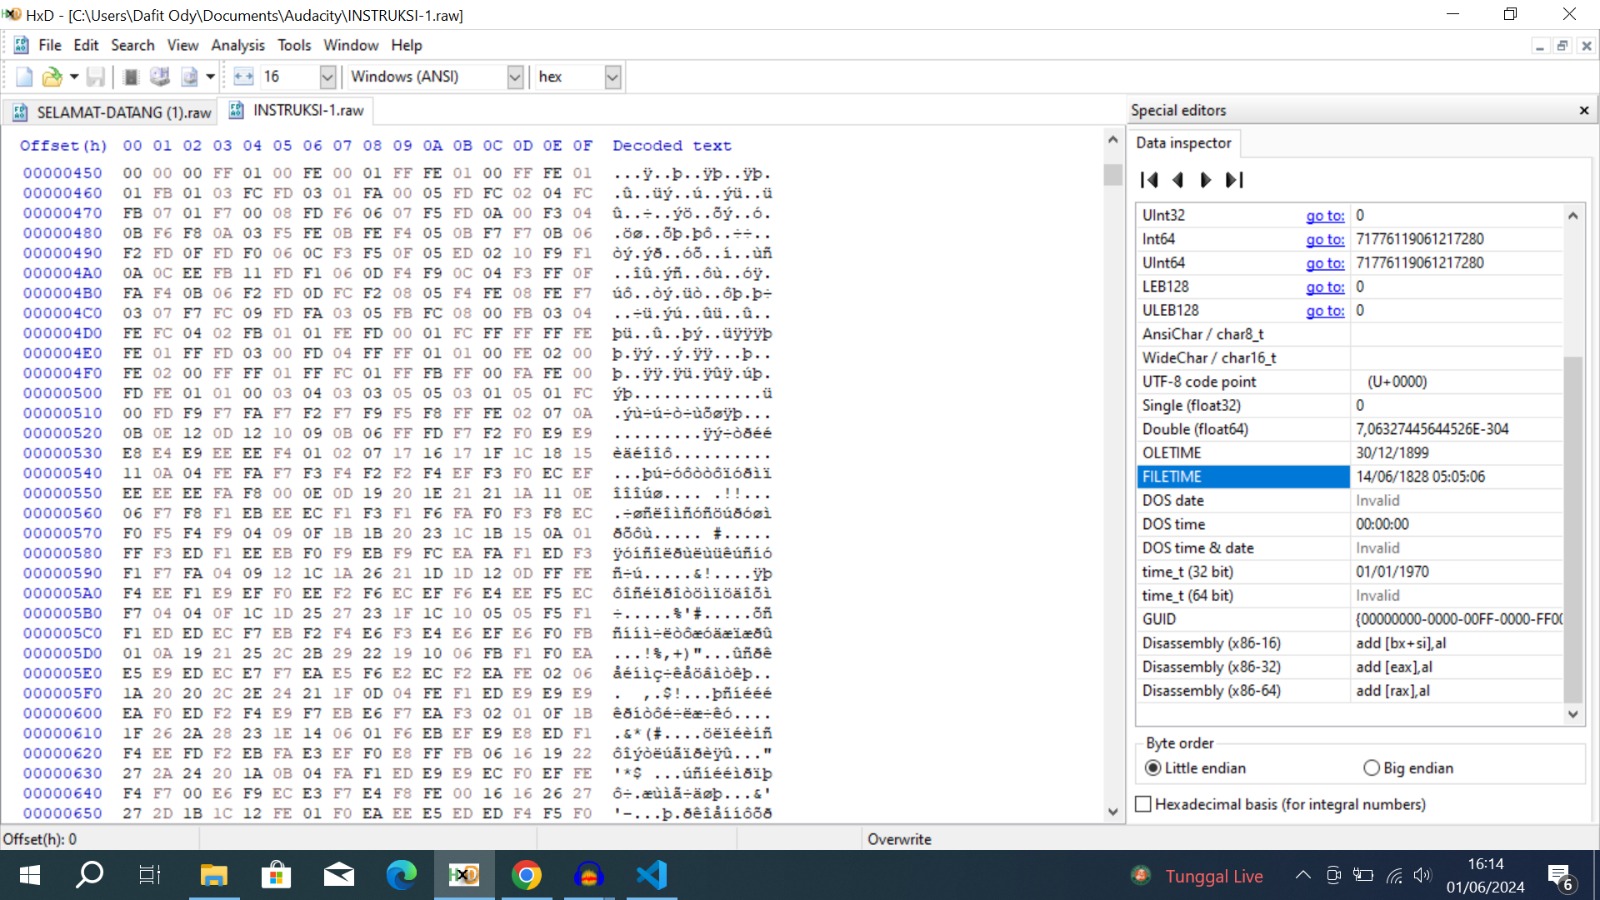 HxD - [C:\Users\Dafit Ody\Documents\Audacity\INSTRUKSI-1.raw]
File Edit Search View Analysis Tools Window Help
16 Windows (ANSI) hex
SELAMAT-DATANG (1).raw INSTRUKSI-1.raw
Offset(h) 00 01 02 03 04 05 06 07 08 09 0A 0B 0C 0D 0E 0F Decoded text
00000450 00 00 00 FF 01 00 FE 00 01 FF FE 01 00 FF FE 01 ...ÿ..þ..ÿþ..ÿþ.
00000460 01 FB 01 03 FC FD 03 01 FA 00 05 FD FC 02 04 FC .û..üý..ú..ýü..ü
00000470 FB 07 01 F7 00 08 FD F6 06 07 F5 FD 0A 00 F3 04 û..÷..ýö..õý..ó.
00000480 0B F6 F8 0A 03 F5 FE 0B FE F4 05 0B F7 F7 0B 06 .öø..õþ.þô..÷÷..
00000490 F2 FD 0F FD F0 06 0C F3 F5 0F 05 ED 02 10 F9 F1 òý.ýð..óõ..í..ùñ
000004A0 0A 0C EE FB 11 FD F1 06 0D F4 F9 0C 04 F3 FF 0F ..îû.ýñ..ôù..óÿ.
000004B0 FA F4 0B 06 F2 FD 0D FC F2 08 05 F4 FE 08 FE F7 úô..òý.üò..ôþ.þ÷
000004C0 03 07 F7 FC 09 FD FA 03 05 FB FC 08 00 FB 03 04 ..÷ü.ýú..ûü..û..
000004D0 FE FC 04 02 FB 01 01 FE FD 00 01 FC FF FF FF FE þü..û..þý..üÿÿÿþ
000004E0 FE 01 FF FD 03 00 FD 04 FF FF 01 01 00 FE 02 00 þ.ÿý..ý.ÿÿ...þ..
000004F0 FE 02 00 FF FF 01 FF FC 01 FF FB FF 00 FA FE 00 þ..ÿÿ.ÿü.ÿûÿ.úþ.
00000500 FD FE 01 01 00 03 04 03 03 05 05 03 01 05 01 FC ýþ.............ü
00000510 00 FD F9 F7 FA F7 F2 F7 F9 F5 F8 FF FE 02 07 0A .ýù÷ú÷ò÷ùõøÿþ...
00000520 0B 0E 12 0D 12 10 09 0B 06 FF FD F7 F2 F0 E9 E9 .........ÿý÷òðéé
00000530 E8 E4 E9 EE EE F4 01 02 07 17 16 17 1F 1C 18 15 èäéîîô..........
00000540 11 0A 04 FE FA F7 F3 F4 F2 F2 F4 EF F3 F0 EC EF ...þú÷óôòòôïóðìï
00000550 EE EE EE FA F8 00 0E 0D 19 20 1E 21 21 1A 11 0E îîîúø.... .!!...
00000560 06 F7 F8 F1 EB EE EC F1 F3 F1 F6 FA F0 F3 F8 EC .÷øñëîìñóñöúðóøì
00000570 F0 F5 F4 F9 04 09 0F 1B 1B 20 23 1C 1B 15 0A 01 ðõôù..... #.....
00000580 FF F3 ED F1 EE EB F0 F9 EB F9 FC EA FA F1 ED F3 ÿóíñîëðùëùüêúñíó
00000590 F1 F7 FA 04 09 12 1C 1A 26 21 1D 1D 12 0D FF FE ñ÷ú.....&!....ÿþ
000005A0 F4 EE F1 E9 EF F0 EE F2 F6 EC EF F6 E4 EE F5 EC ôîñéïðîòöìïöäîõì
000005B0 F7 04 04 0F 1C 1D 25 27 23 1F 1C 10 05 05 F5 F1 ÷.....%'#.....õñ
000005C0 F1 ED ED EC F7 EB F2 F4 E6 F3 E4 E6 EF E6 F0 FB ñííì÷ëòôæóäæïæðû
000005D0 01 0A 19 21 25 2C 2B 29 22 19 10 06 FB F1 F0 EA ...!%,+)"...ûñðê
000005E0 E5 E9 ED EC E7 F7 EA E5 F6 E2 EC F2 EA FE 02 06 åéíìç÷êåöâìòêþ..
000005F0 1A 20 20 2C 2E 24 21 1F 0D 04 FE F1 ED E9 E9 E9 .  ,.$!...þñíééé
00000600 EA F0 ED F2 F4 E9 F7 EB E6 F7 EA F3 02 01 0F 1B êðíòôé÷ëæ÷êó....
00000610 1F 26 2A 28 23 1E 14 06 01 F6 EB EF E9 E8 ED F1 .&*(#....öëïéèíñ
00000620 F4 EE FD F2 EB FA E3 EF F0 E8 FF FB 06 16 19 22 ôîýòëúãïðèÿû..."
00000630 27 2A 24 20 1A 0B 04 FA F1 ED E9 E9 EC F0 EF FE '*$ ...úñíééìðïþ
00000640 F4 F7 00 E6 F9 EC E3 F7 E4 F8 FE 00 16 16 26 27 ô÷.æùìã÷äøþ...&'
00000650 27 2D 1B 1C 12 FE 01 F0 EA EE E5 ED ED F4 F5 F0 '-...þ.ðêîåííôõð
Special editors
Data inspector
UInt32 go to: 0
Int64 go to: 71776119061217280
UInt64 go to: 71776119061217280
LEB128 go to: 0
ULEB128 go to: 0
AnsiChar / char8_t
WideChar / char16_t
UTF-8 code point (U+0000)
Single (float32) 0
Double (float64) 7,06327445644526E-304
OLETIME 30/12/1899
FILETIME 14/06/1828 05:05:06
DOS date Invalid
DOS time 00:00:00
DOS time & date Invalid
time_t (32 bit) 01/01/1970
time_t (64 bit) Invalid
GUID {00000000-0000-00FF-0000-FF00
Disassembly (x86-16) add [bx+si],al
Disassembly (x86-32) add [eax],al
Disassembly (x86-64) add [rax],al
Byte order
Little endian Big endian
Hexadecimal basis (for integral numbers)
Offset(h): 0 Overwrite
Tunggal Live
16:14
01/06/2024
6